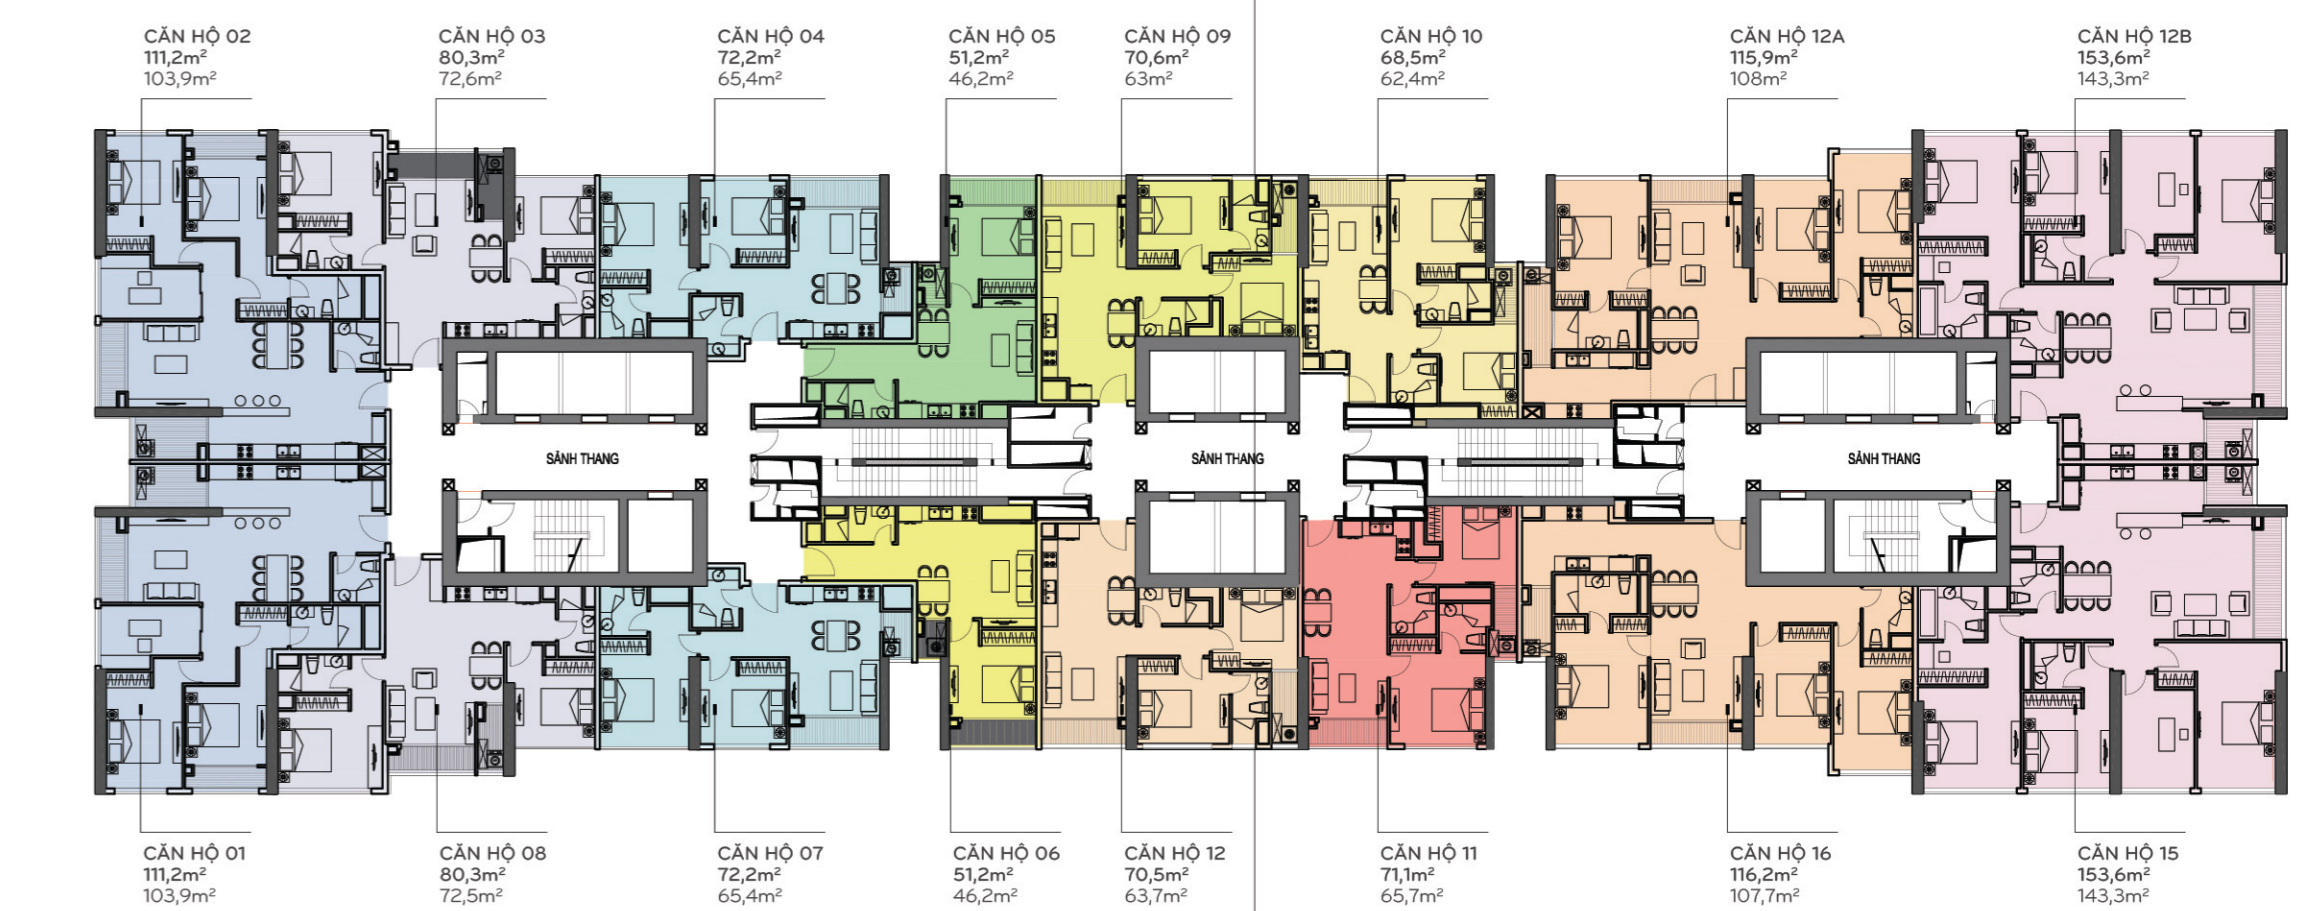 CĂN HỘ 02
111,2m²
103,9m²
CĂN HỘ 03
80,3m²
72,6m²
CĂN HỘ 04
72,2m²
65,4m²
CĂN HỘ 05
51,2m²
46,2m²
CĂN HỘ 09
70,6m²
63m²
CĂN HỘ 10
68,5m²
62,4m²
CĂN HỘ 12A
115,9m²
108m²
CĂN HỘ 12B
153,6m²
143,3m²
SẢNH THANG
SẢNH THANG
SẢNH THANG
CĂN HỘ 01
111,2m²
103,9m²
CĂN HỘ 08
80,3m²
72,5m²
CĂN HỘ 07
72,2m²
65,4m²
CĂN HỘ 06
51,2m²
46,2m²
CĂN HỘ 12
70,5m²
63,7m²
CĂN HỘ 11
71,1m²
65,7m²
CĂN HỘ 16
116,2m²
107,7m²
CĂN HỘ 15
153,6m²
143,3m²